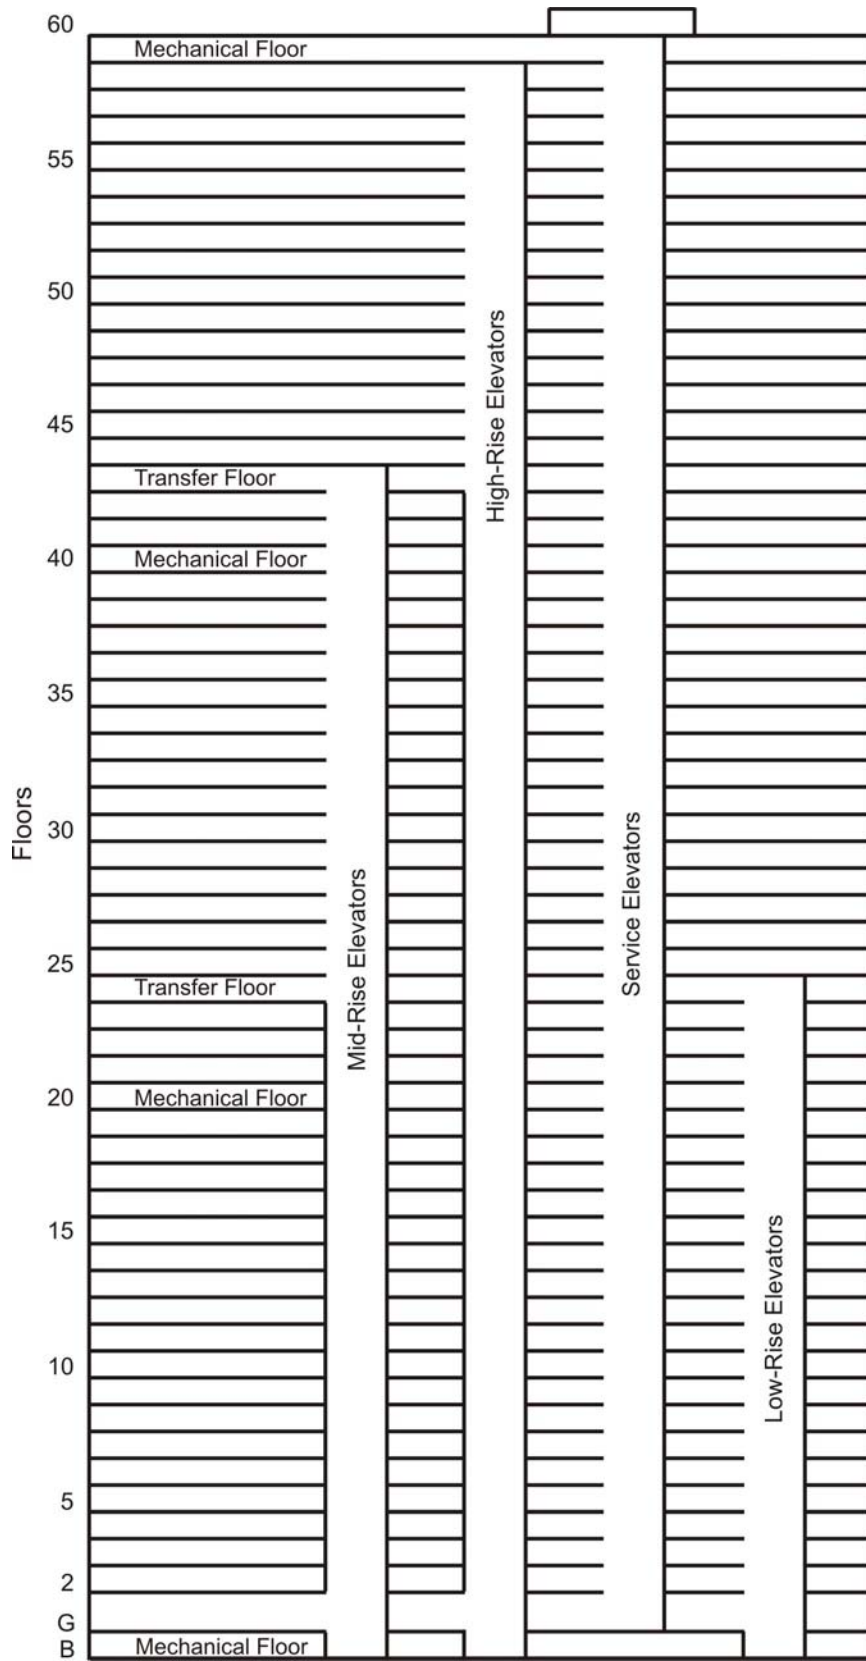 60
Mechanical Floor
55
50
High-Rise Elevators
45
Transfer Floor
40
Mechanical Floor
35
Floors
30
Mid-Rise Elevators
Service Elevators
25
Transfer Floor
20
Mechanical Floor
15
Low-Rise Elevators
10
5
2
G
B
Mechanical Floor